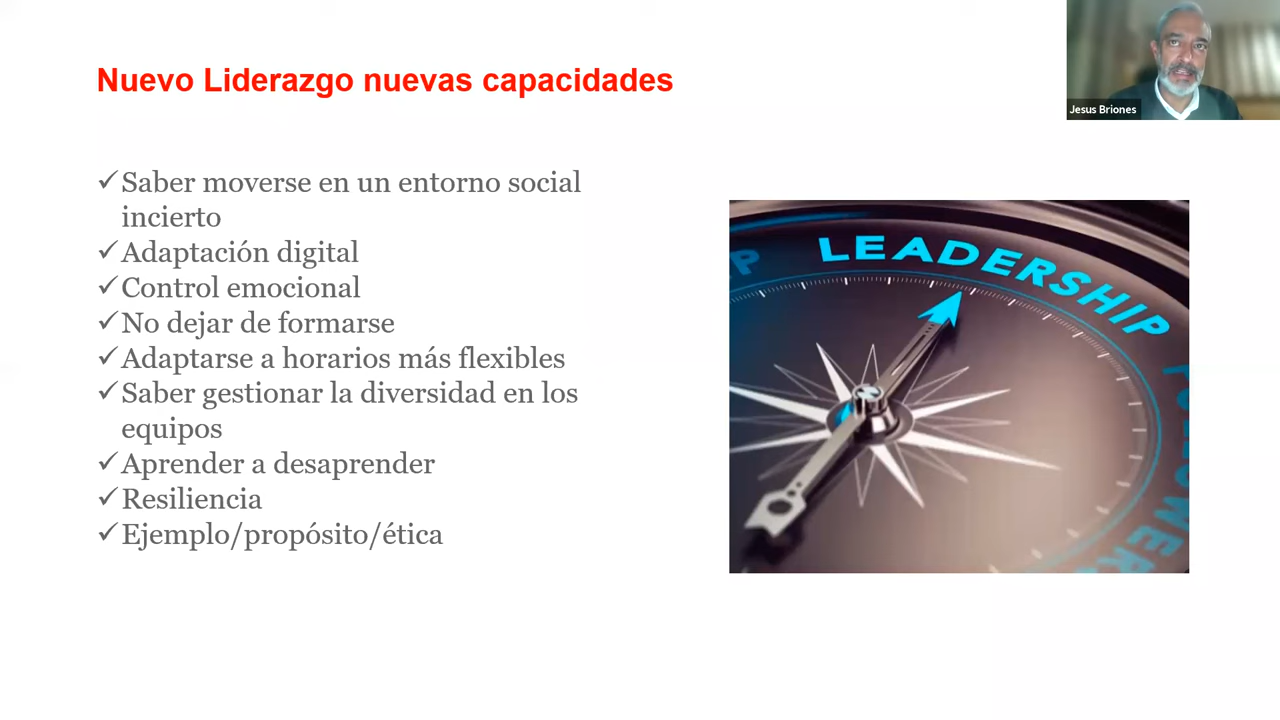 Nuevo Liderazgo nuevas capacidades
Jesus Briones
✓Saber moverse en un entorno social
incierto
✓Adaptación digital
✓Control emocional
✓No dejar de formarse
✓Adaptarse a horarios más flexibles
✓Saber gestionar la diversidad en los
equipos
✓Aprender a desaprender
✓Resiliencia
✓Ejemplo/propósito/ética
LEADERSHIP
FOLLOWERS